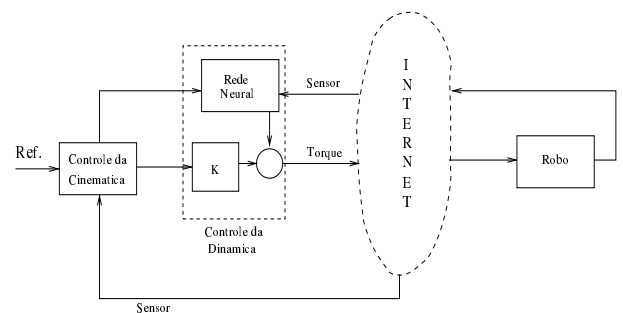 Rede
Neural
Sensor
I
N
T
E
R
N
E
T
Ref.
Controle da
Cinematica
K
Torque
Robo
Controle da
Dinamica
Sensor